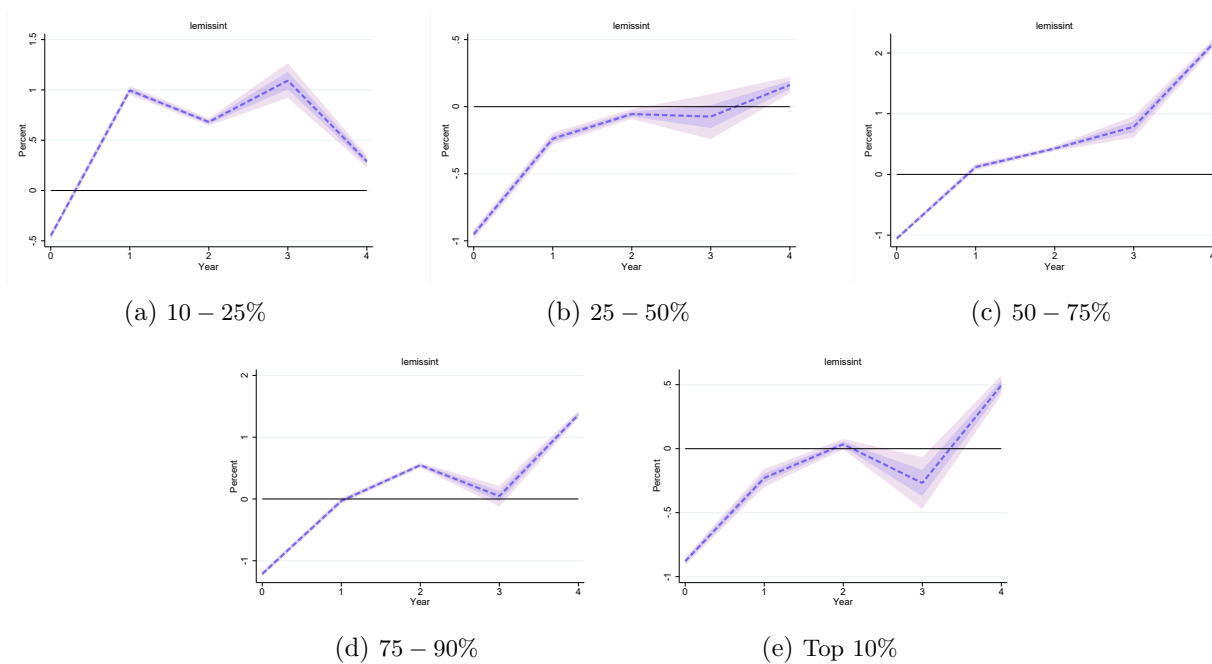 lemissint
Percent
1.5
1
.5
0
-.5
0 1 2 3 4
Year
(a) 10 – 25%
lemissint
Percent
.5
0
-.5
-1
0 1 2 3 4
Year
(b) 25 – 50%
lemissint
Percent
2
1
0
-1
0 1 2 3 4
Year
(c) 50 – 75%
lemissint
Percent
2
1
0
-1
0 1 2 3 4
Year
(d) 75 – 90%
lemissint
Percent
.5
0
-.5
-1
0 1 2 3 4
Year
(e) Top 10%